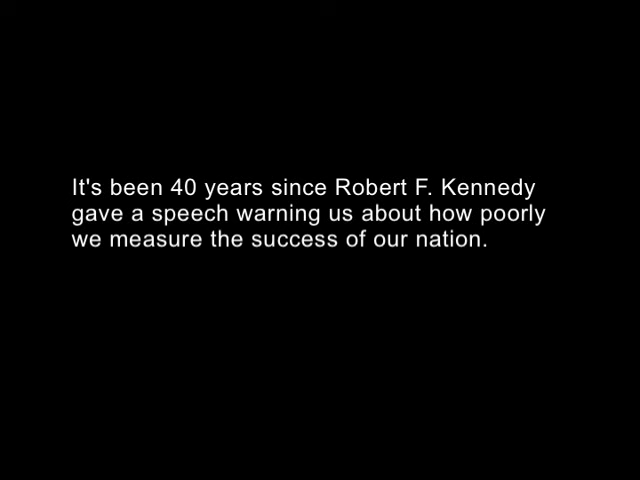 It's been 40 years since Robert F. Kennedy
gave a speech warning us about how poorly
we measure the success of our nation.